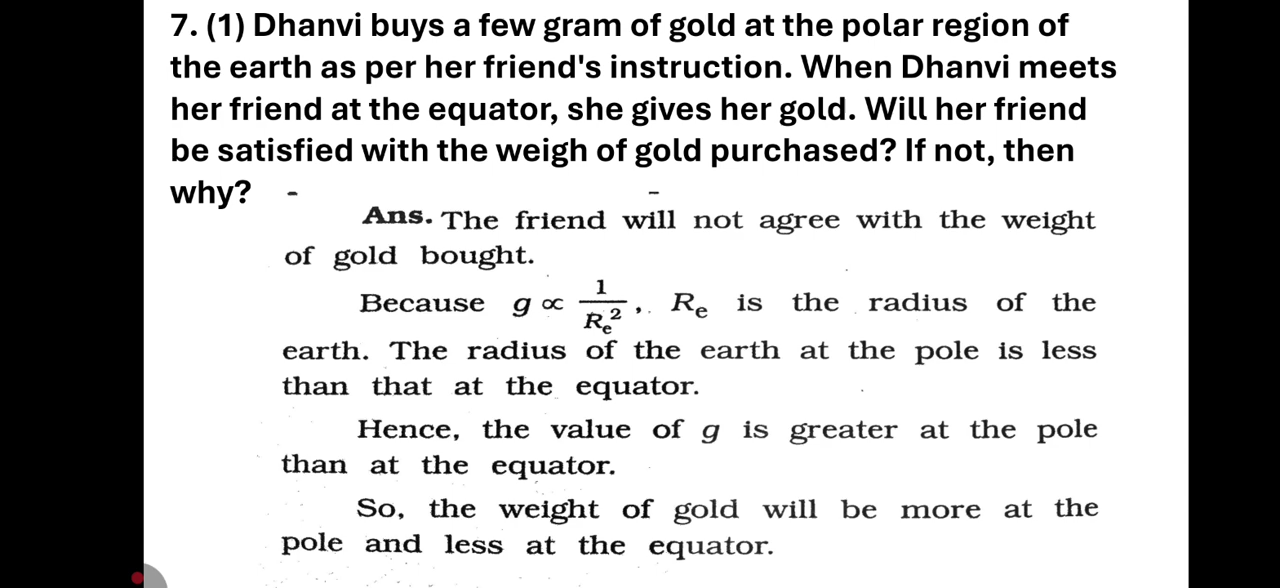 7. (1) Dhanvi buys a few gram of gold at the polar region of
the earth as per her friend's instruction. When Dhanvi meets
her friend at the equator, she gives her gold. Will her friend
be satisfied with the weigh of gold purchased? If not, then
why?
Ans. The friend will not agree with the weight
of gold bought.
Because g ∝ 1/Re², Re is the radius of the
earth. The radius of the earth at the pole is less
than that at the equator.
Hence, the value of g is greater at the pole
than at the equator.
So, the weight of gold will be more at the
pole and less at the equator.